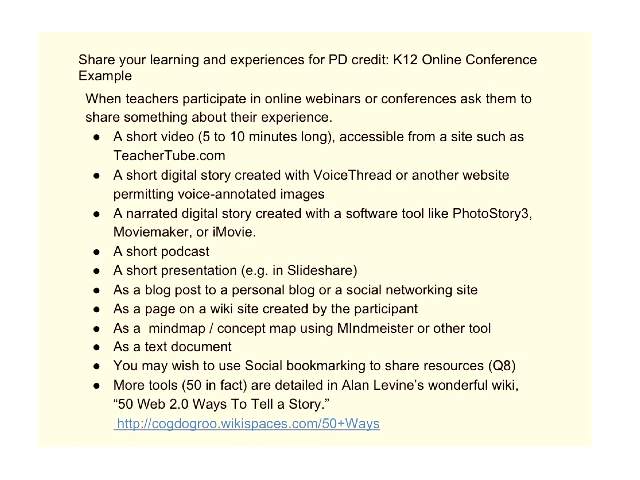 Share your learning and experiences for PD credit: K12 Online Conference
Example
When teachers participate in online webinars or conferences ask them to
share something about their experience.
● A short video (5 to 10 minutes long), accessible from a site such as
TeacherTube.com
● A short digital story created with VoiceThread or another website
permitting voice-annotated images
● A narrated digital story created with a software tool like PhotoStory3,
Moviemaker, or iMovie.
● A short podcast
● A short presentation (e.g. in Slideshare)
● As a blog post to a personal blog or a social networking site
● As a page on a wiki site created by the participant
● As a  mindmap / concept map using MIndmeister or other tool
● As a text document
● You may wish to use Social bookmarking to share resources (Q8)
● More tools (50 in fact) are detailed in Alan Levine's wonderful wiki,
“50 Web 2.0 Ways To Tell a Story.”
http://cogdogroo.wikispaces.com/50+Ways